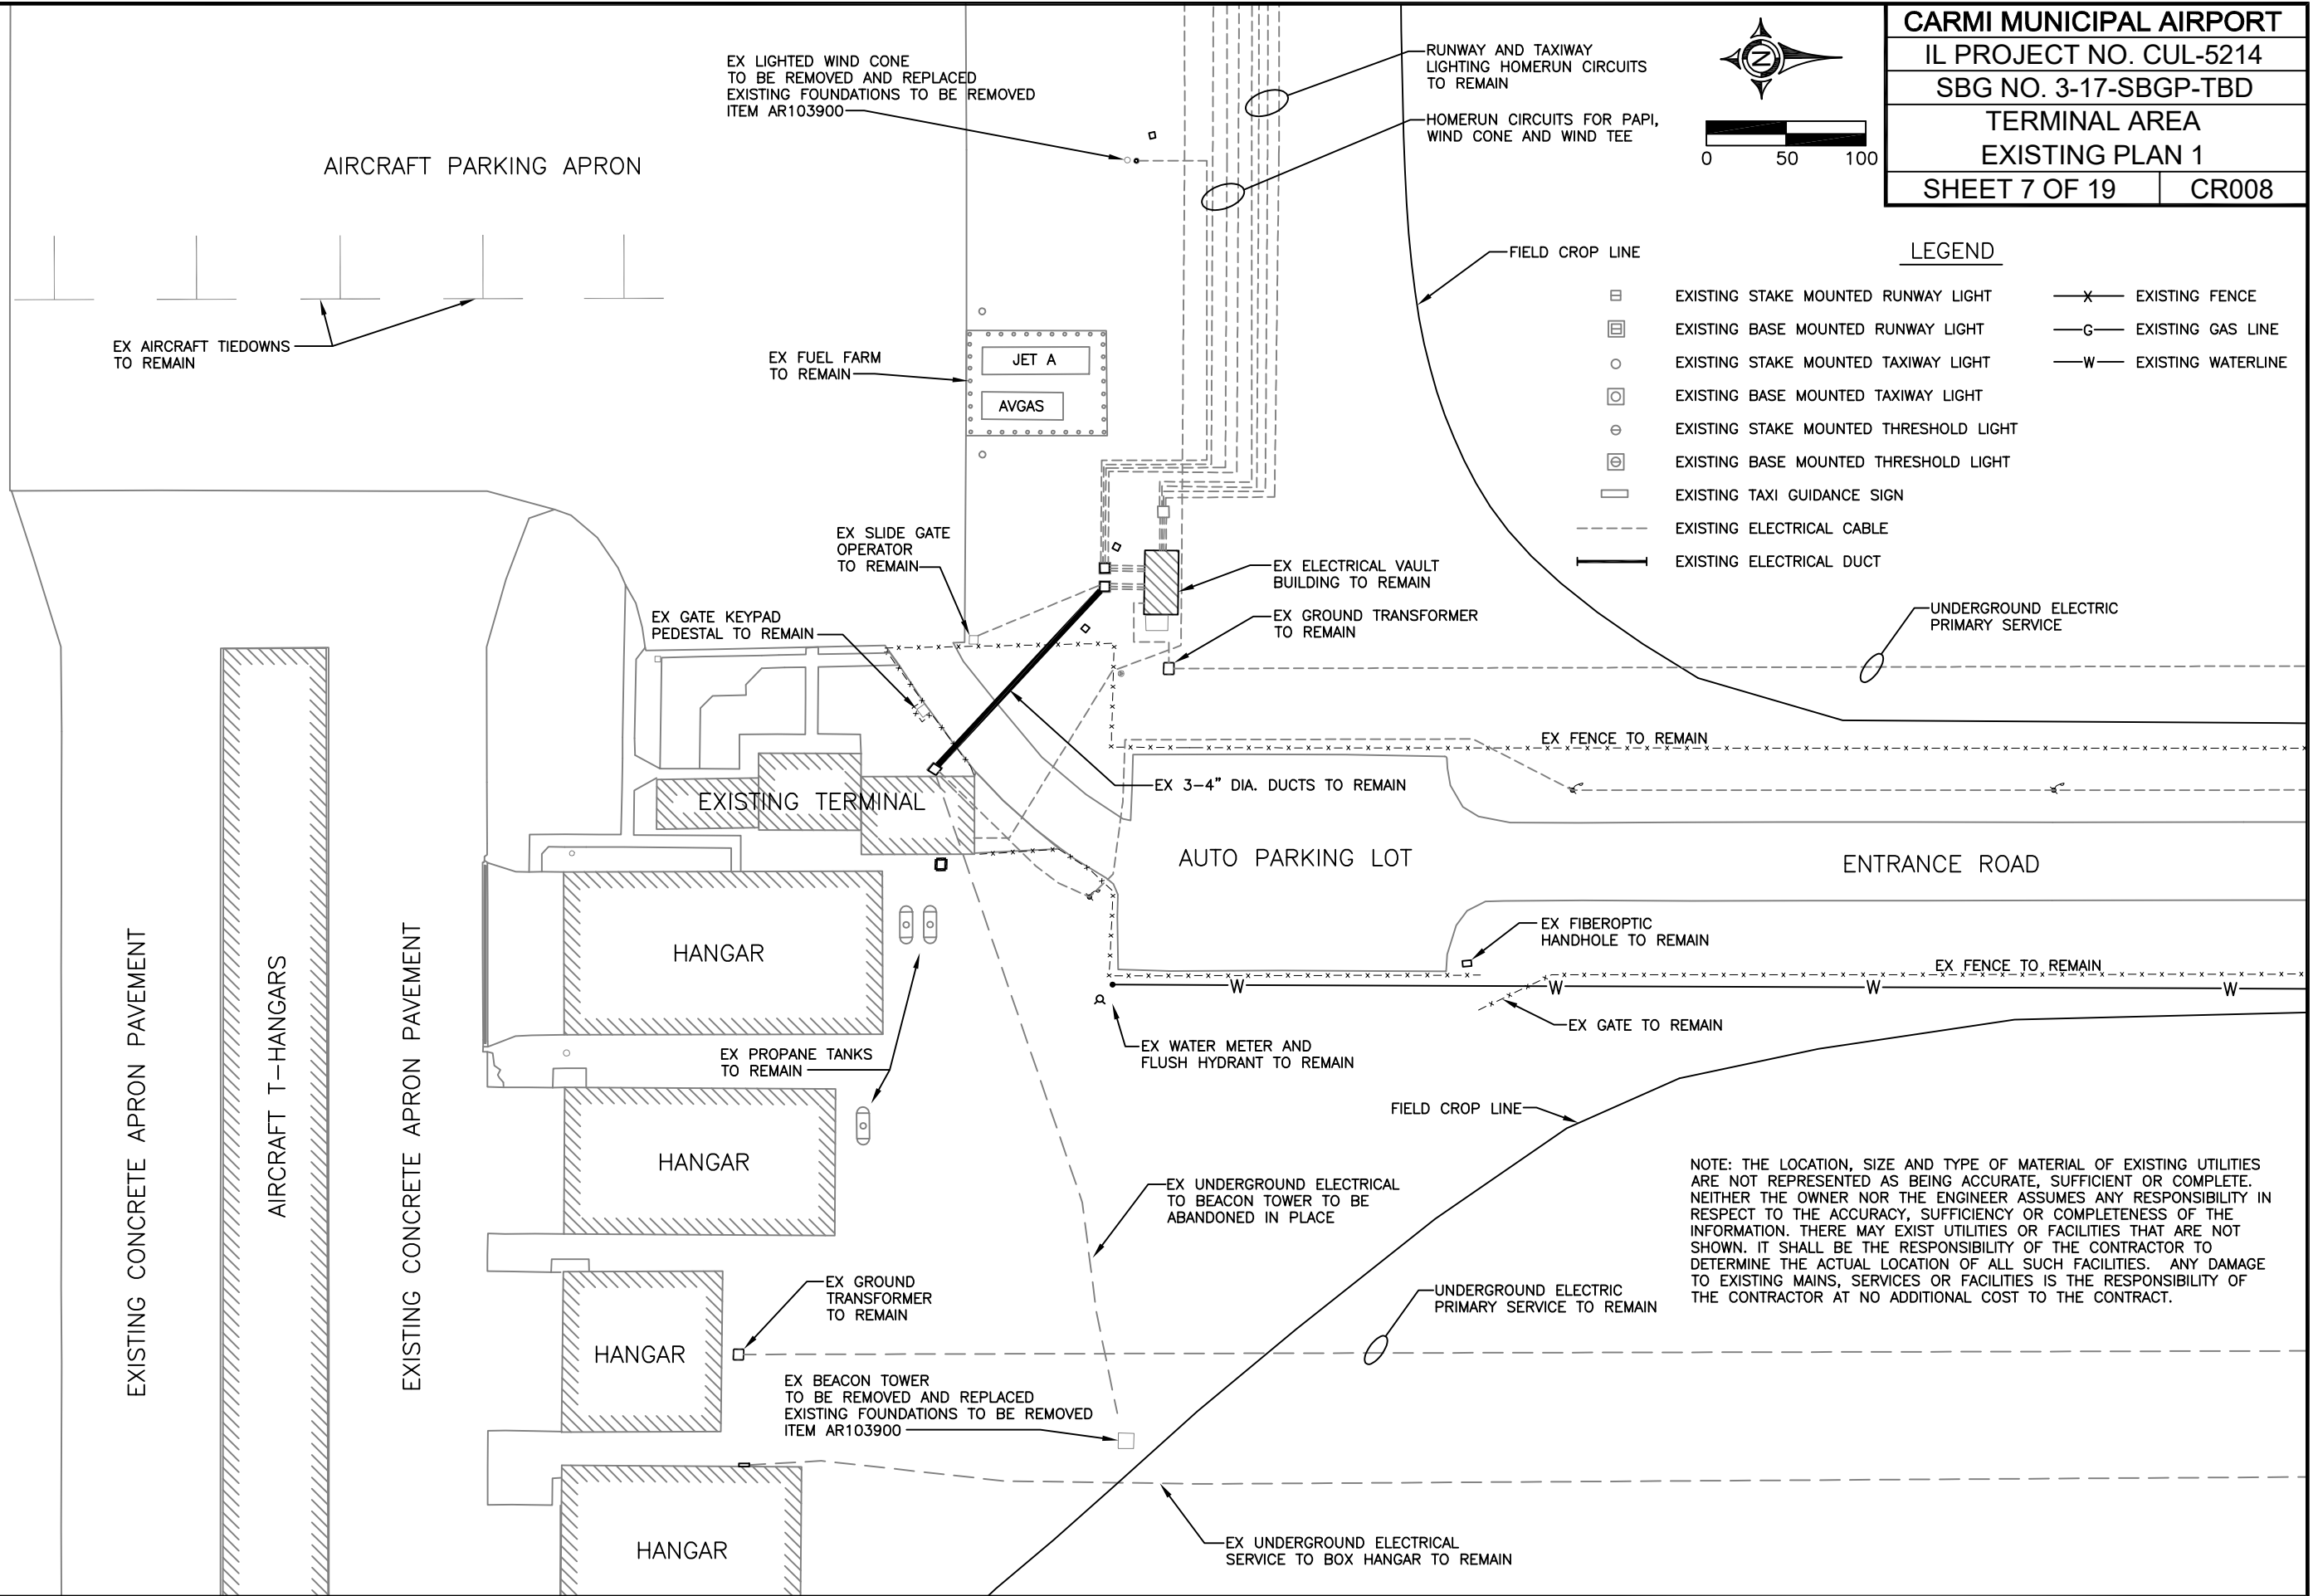 CARMI MUNICIPAL AIRPORT
IL PROJECT NO. CUL-5214
SBG NO. 3-17-SBGP-TBD
TERMINAL AREA
EXISTING PLAN 1
SHEET 7 OF 19
CR008
N
0 50 100
EX LIGHTED WIND CONE
TO BE REMOVED AND REPLACED
EXISTING FOUNDATIONS TO BE REMOVED
ITEM AR103900
RUNWAY AND TAXIWAY
LIGHTING HOMERUN CIRCUITS
TO REMAIN
HOMERUN CIRCUITS FOR PAPI,
WIND CONE AND WIND TEE
AIRCRAFT PARKING APRON
FIELD CROP LINE
LEGEND
EXISTING STAKE MOUNTED RUNWAY LIGHT
EXISTING BASE MOUNTED RUNWAY LIGHT
EXISTING STAKE MOUNTED TAXIWAY LIGHT
EXISTING BASE MOUNTED TAXIWAY LIGHT
EXISTING STAKE MOUNTED THRESHOLD LIGHT
EXISTING BASE MOUNTED THRESHOLD LIGHT
EXISTING TAXI GUIDANCE SIGN
EXISTING ELECTRICAL CABLE
EXISTING ELECTRICAL DUCT
X EXISTING FENCE
G EXISTING GAS LINE
W EXISTING WATERLINE
EX AIRCRAFT TIEDOWNS
TO REMAIN
EX FUEL FARM
TO REMAIN
JET A
AVGAS
EX SLIDE GATE
OPERATOR
TO REMAIN
EX ELECTRICAL VAULT
BUILDING TO REMAIN
EX GATE KEYPAD
PEDESTAL TO REMAIN
EX GROUND TRANSFORMER
TO REMAIN
UNDERGROUND ELECTRIC
PRIMARY SERVICE
EX FENCE TO REMAIN
EX 3-4" DIA. DUCTS TO REMAIN
EXISTING TERMINAL
AUTO PARKING LOT
ENTRANCE ROAD
EX FIBEROPTIC
HANDHOLE TO REMAIN
EX FENCE TO REMAIN
W W W W
EX GATE TO REMAIN
EX WATER METER AND
FLUSH HYDRANT TO REMAIN
HANGAR
EX PROPANE TANKS
TO REMAIN
EXISTING CONCRETE APRON PAVEMENT
AIRCRAFT T-HANGARS
EXISTING CONCRETE APRON PAVEMENT
FIELD CROP LINE
HANGAR
EX UNDERGROUND ELECTRICAL
TO BEACON TOWER TO BE
ABANDONED IN PLACE
NOTE: THE LOCATION, SIZE AND TYPE OF MATERIAL OF EXISTING UTILITIES
ARE NOT REPRESENTED AS BEING ACCURATE, SUFFICIENT OR COMPLETE.
NEITHER THE OWNER NOR THE ENGINEER ASSUMES ANY RESPONSIBILITY IN
RESPECT TO THE ACCURACY, SUFFICIENCY OR COMPLETENESS OF THE
INFORMATION. THERE MAY EXIST UTILITIES OR FACILITIES THAT ARE NOT
SHOWN. IT SHALL BE THE RESPONSIBILITY OF THE CONTRACTOR TO
DETERMINE THE ACTUAL LOCATION OF ALL SUCH FACILITIES. ANY DAMAGE
TO EXISTING MAINS, SERVICES OR FACILITIES IS THE RESPONSIBILITY OF
THE CONTRACTOR AT NO ADDITIONAL COST TO THE CONTRACT.
EX GROUND
TRANSFORMER
TO REMAIN
UNDERGROUND ELECTRIC
PRIMARY SERVICE TO REMAIN
HANGAR
EX BEACON TOWER
TO BE REMOVED AND REPLACED
EXISTING FOUNDATIONS TO BE REMOVED
ITEM AR103900
HANGAR
EX UNDERGROUND ELECTRICAL
SERVICE TO BOX HANGAR TO REMAIN